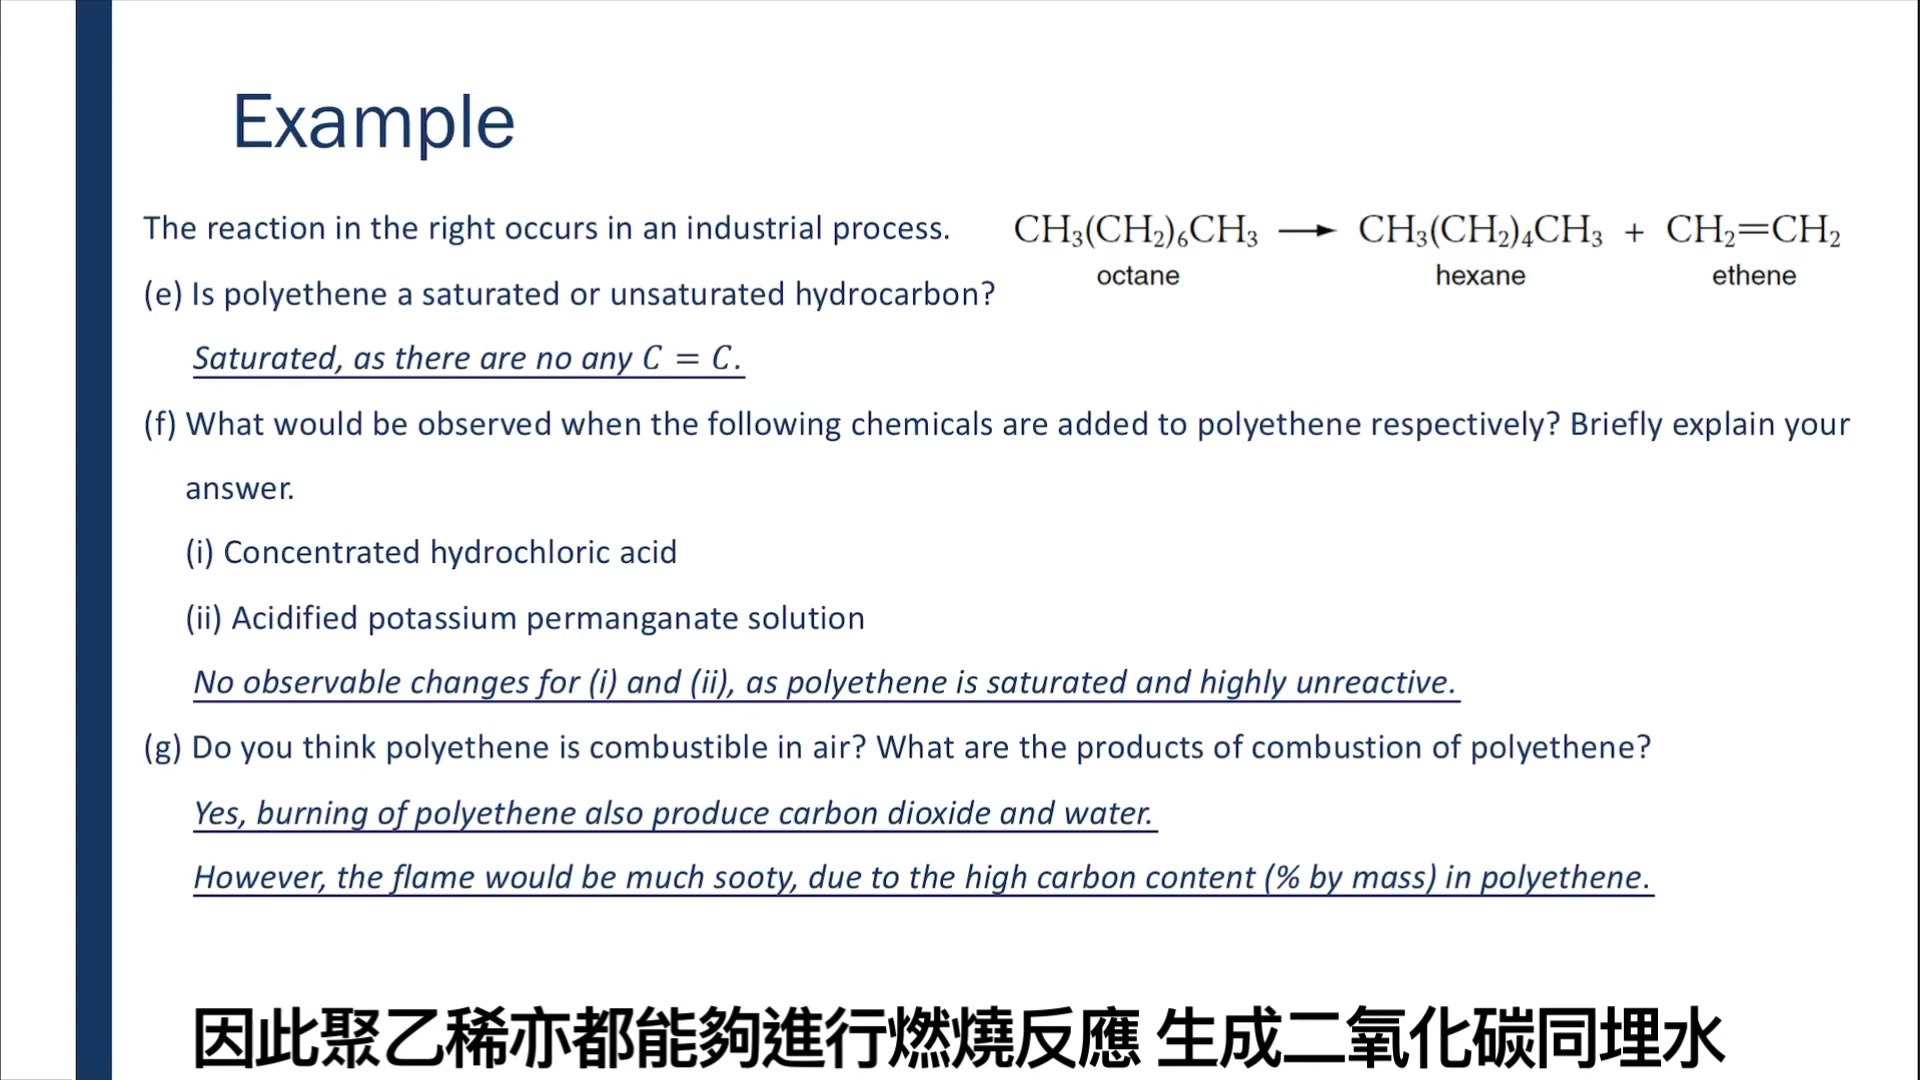 Example
The reaction in the right occurs in an industrial process.
CH₃(CH₂)₆CH₃ ⟶ CH₃(CH₂)₄CH₃ + CH₂=CH₂
octane hexane ethene
(e) Is polyethene a saturated or unsaturated hydrocarbon?
Saturated, as there are no any C = C.
(f) What would be observed when the following chemicals are added to polyethene respectively? Briefly explain your
answer.
(i) Concentrated hydrochloric acid
(ii) Acidified potassium permanganate solution
No observable changes for (i) and (ii), as polyethene is saturated and highly unreactive.
(g) Do you think polyethene is combustible in air? What are the products of combustion of polyethene?
Yes, burning of polyethene also produce carbon dioxide and water.
However, the flame would be much sooty, due to the high carbon content (% by mass) in polyethene.
因此聚乙稀亦都能夠進行燃燒反應 生成二氧化碳同埋水